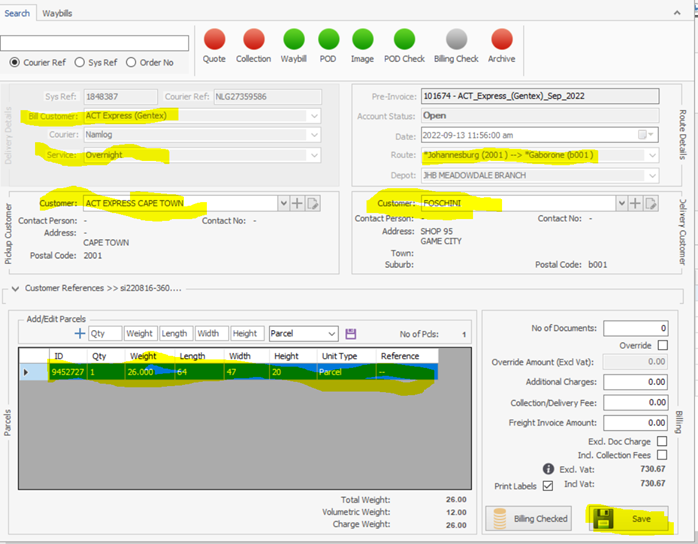 Search Waybills
Courier Ref Sys Ref Order No
Quote Collection Waybill POD Image POD Check Billing Check Archive
Delivery Details
Sys Ref: 1848387 Courier Ref: NLG27359586
Bill Customer: ACT Express (Gentex)
Courier: Namlog
Service: Overnight
Pre-Invoice: 101674 - ACT_Express_(Gentex)_Sep_2022
Account Status: Open
Date: 2022-09-13 11:56:00 am
Route: *Johannesburg (2001 ) --> *Gaborone (b001 )
Depot: JHB MEADOWDALE BRANCH
Route Details
Pickup Customer
Customer: ACT EXPRESS CAPE TOWN
Contact Person: - Contact No: -
Address: -
CAPE TOWN
Postal Code: 2001
Customer: FOSCHINI
Contact Person: - Contact No: -
Address: SHOP 95
GAME CITY
Town:
Suburb: Postal Code: b001
Delivery Customer
Customer References >> si220816-360....
Parcels
Add/Edit Parcels
Qty Weight Length Width Height Parcel No of Pcls: 1
ID Qty Weight Length Width Height Unit Type Reference
9452727 1 26.000 64 47 20 Parcel --
Total Weight: 26.00
Volumetric Weight: 12.00
Charge Weight: 26.00
No of Documents: 0
Override
Override Amount (Excl Vat): 0.00
Additional Charges: 0.00
Collection/Delivery Fee: 0.00
Freight Invoice Amount: 0.00
Excl. Doc Charge
Incl. Collection Fees
Excl. Vat: 730.67
Print Labels Incl Vat: 730.67
Billing Checked Save
Billing